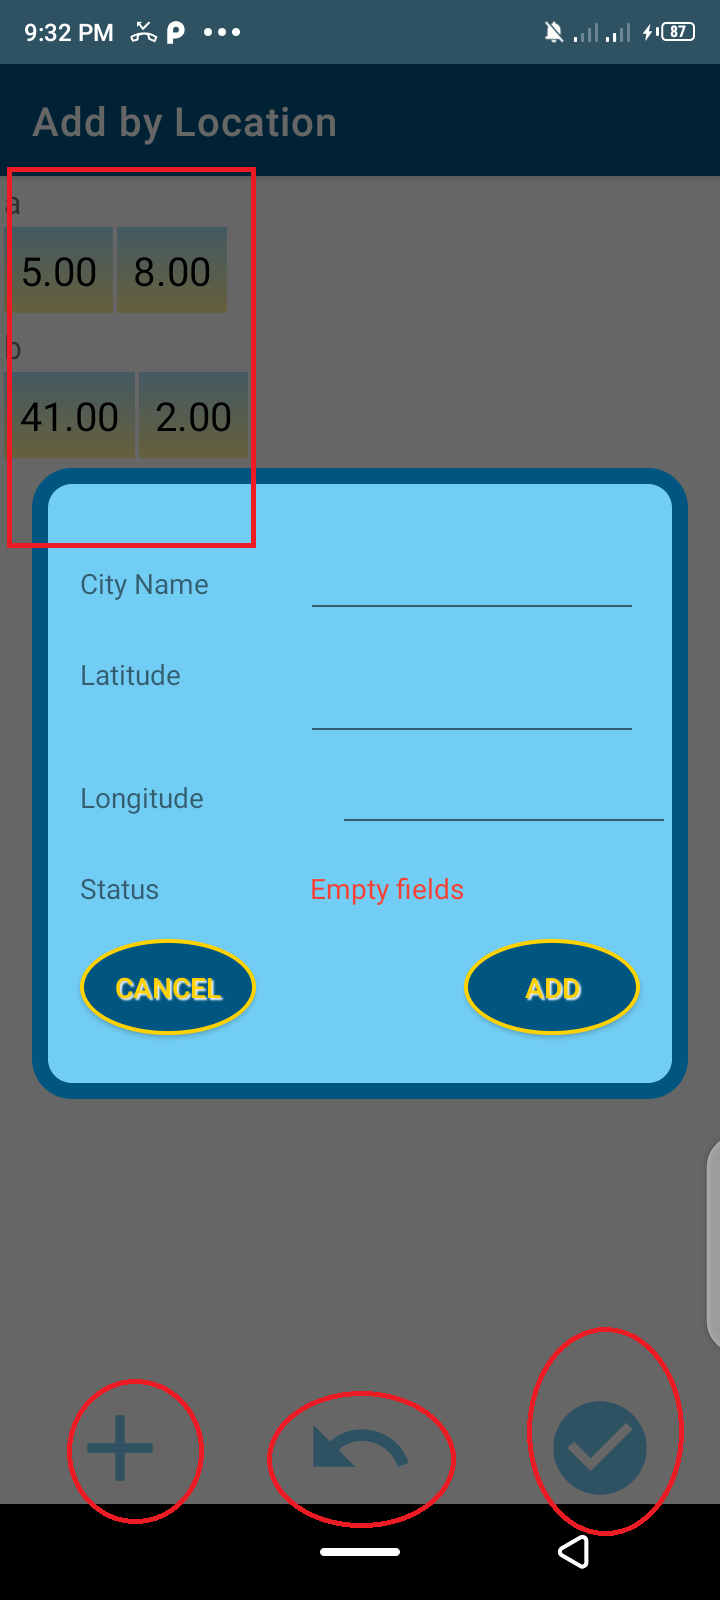 9:32 PM 87
Add by Location
a
5.00 8.00
b
41.00 2.00
City Name
Latitude
Longitude
Status Empty fields
CANCEL ADD